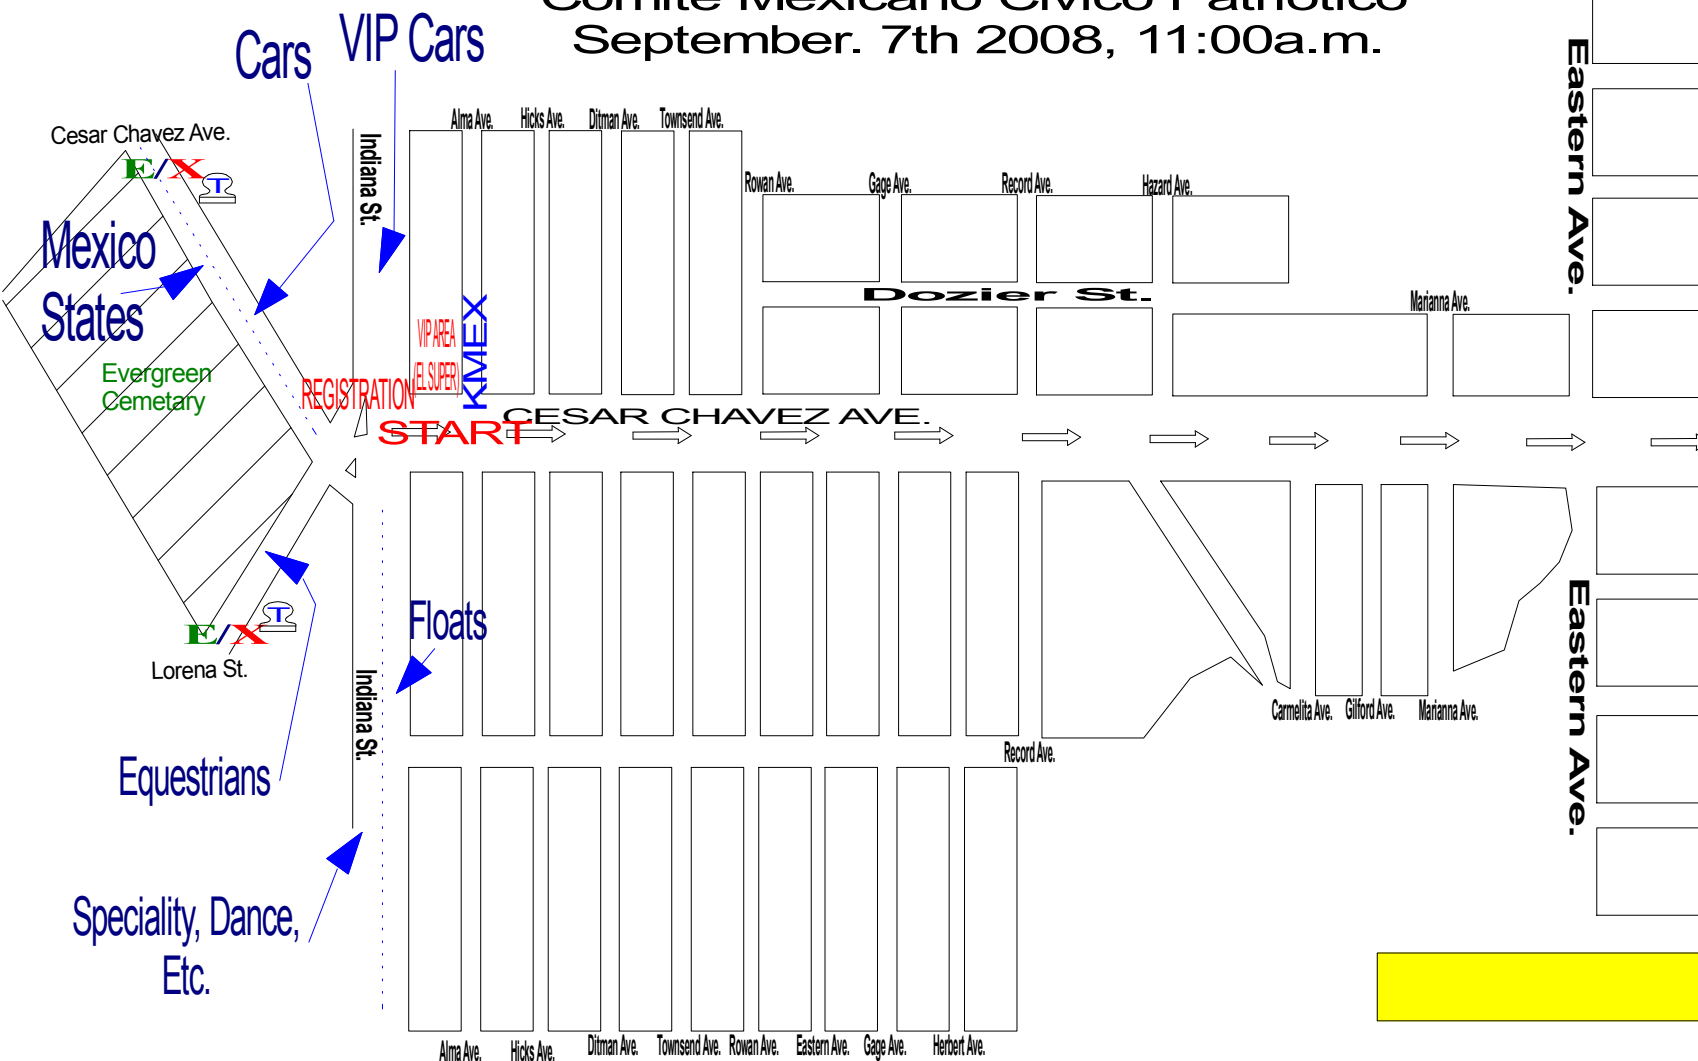 Comite Mexicano Civico Patriotico
September. 7th 2008, 11:00a.m.
VIP Cars
Cars
Eastern Ave.
Alma Ave.
Hicks Ave.
Ditman Ave.
Townsend Ave.
Cesar Chavez Ave.
Indiana St.
E/X
T
Rowan Ave.
Gage Ave.
Record Ave.
Hazard Ave.
Mexico
States
Dozier St.
Marianna Ave.
VIP AREA
(EL SUPER)
KMEX
Evergreen
Cemetary
REGISTRATION
CESAR CHAVEZ AVE.
START
Floats
T
E/X
Lorena St.
Indiana St.
Eastern Ave.
Carmelita Ave.
Gilford Ave.
Marianna Ave.
Record Ave.
Equestrians
Speciality, Dance,
Etc.
Alma Ave.
Hicks Ave.
Ditman Ave.
Townsend Ave.
Rowan Ave.
Eastern Ave.
Gage Ave.
Herbert Ave.